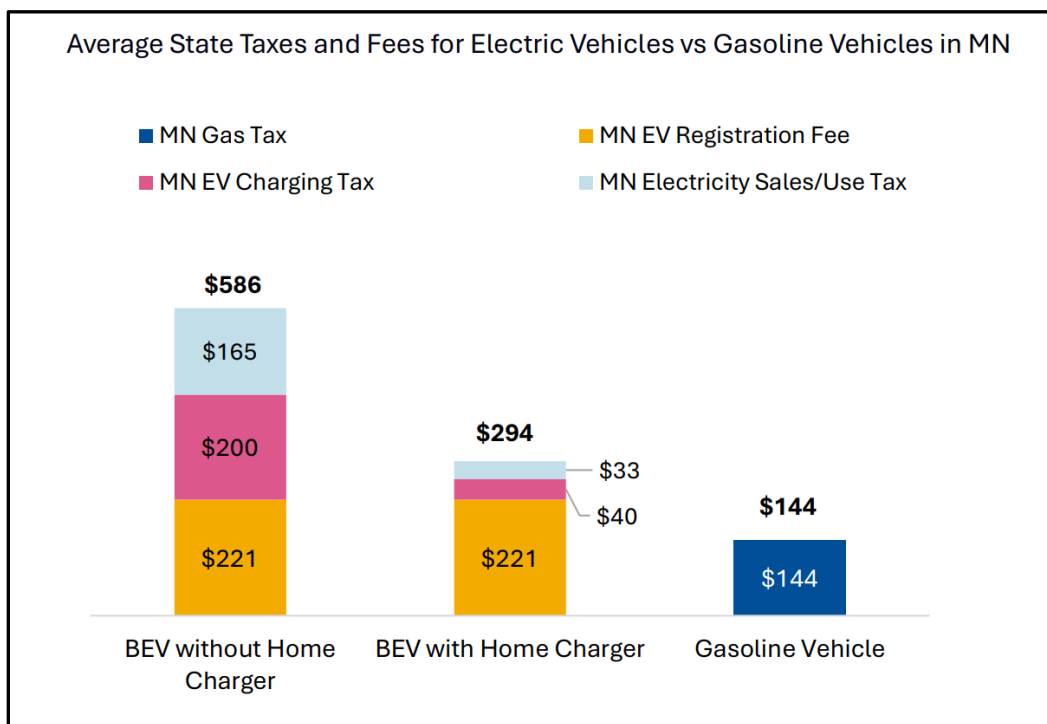 Average State Taxes and Fees for Electric Vehicles vs Gasoline Vehicles in MN
MN Gas Tax
MN EV Registration Fee
MN EV Charging Tax
MN Electricity Sales/Use Tax
$586
$165
$200
$221
$294
$33
$40
$221
$144
$144
BEV without Home
Charger
BEV with Home Charger
Gasoline Vehicle